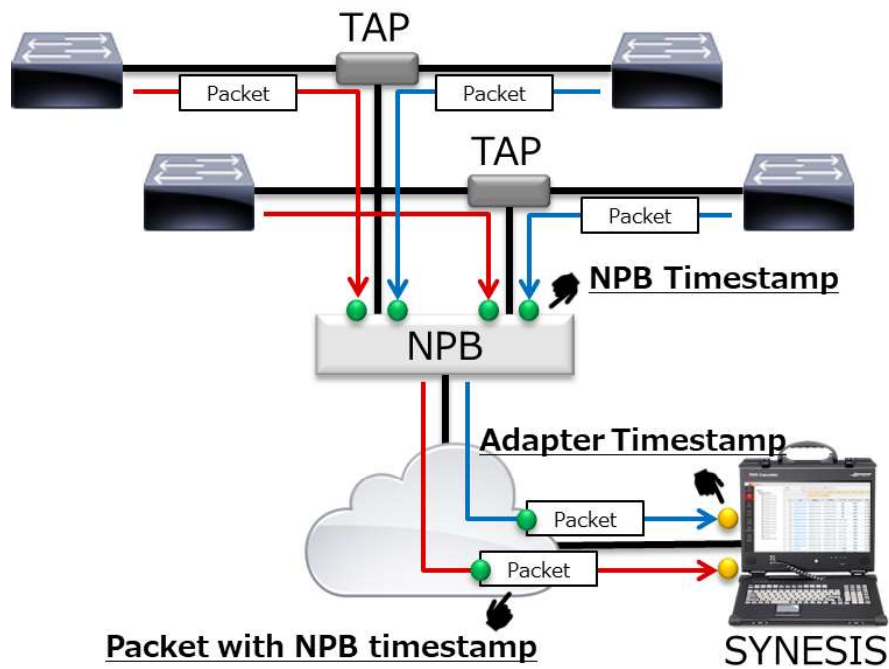 TAP
Packet
Packet
TAP
Packet
NPB Timestamp
NPB
Adapter Timestamp
Packet
Packet
Packet with NPB timestamp
SYNESIS